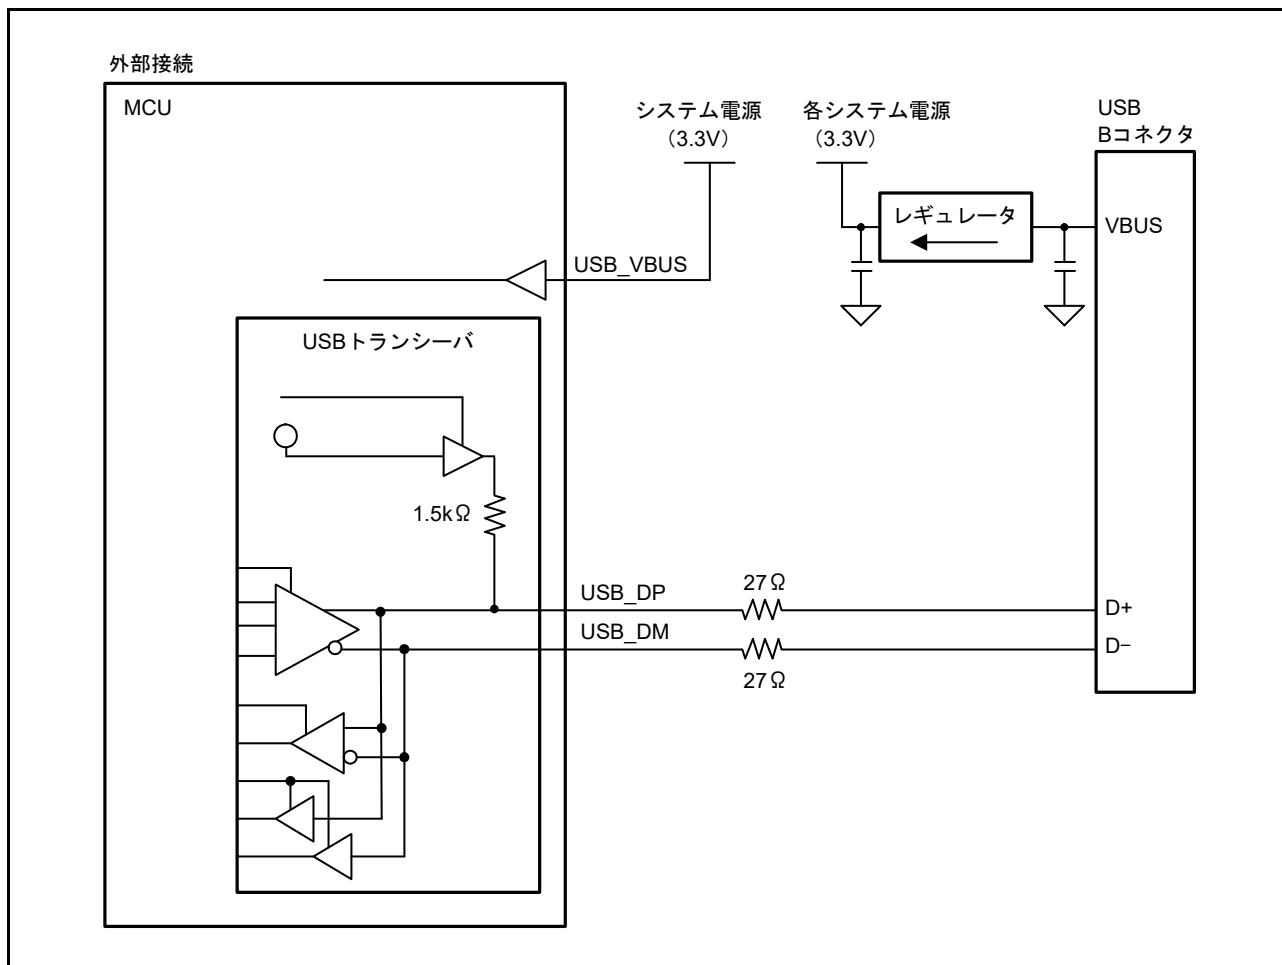 外部接続
MCU
システム電源
（3.3V）
各システム電源
（3.3V）
USB
Bコネクタ
レギュレータ
VBUS
USB_VBUS
USBトランシーバ
1.5kΩ
USB_DP
27Ω
D+
USB_DM
D−
27Ω